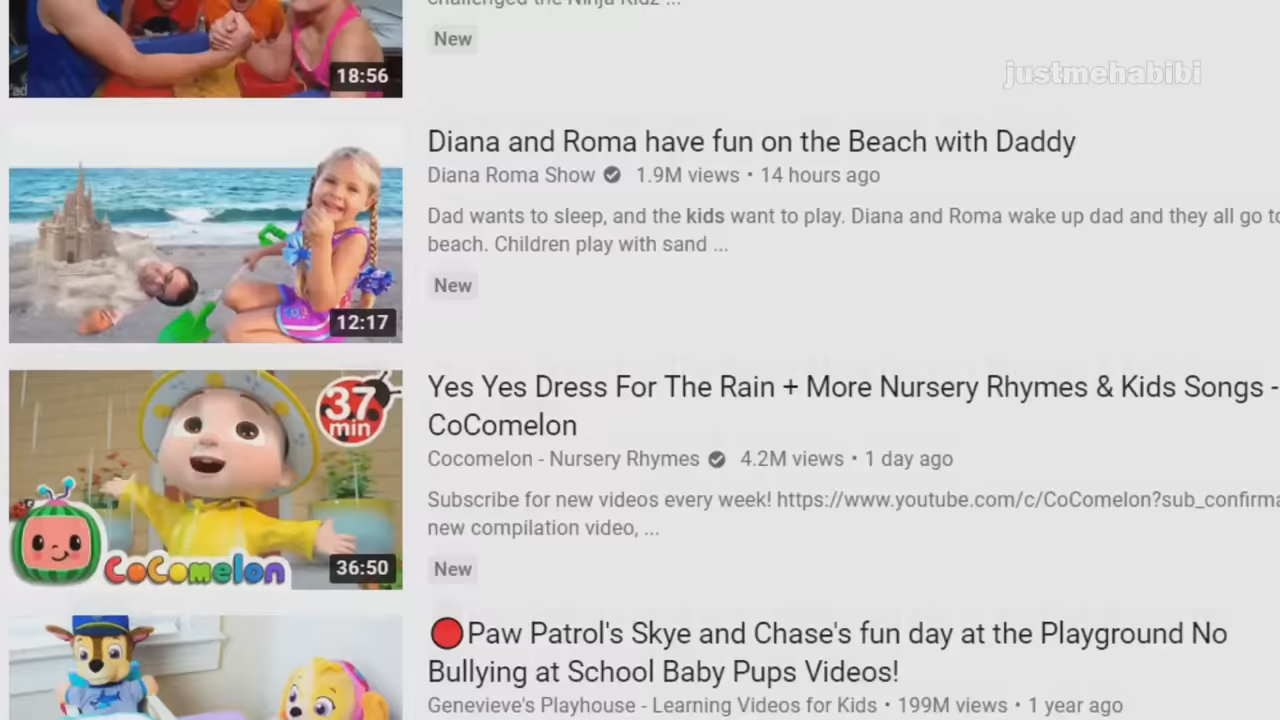 challenged the Ninja Kidz ...
New
18:56
ad
justmehabibi
Diana and Roma have fun on the Beach with Daddy
Diana Roma Show 1.9M views • 14 hours ago
Dad wants to sleep, and the kids want to play. Diana and Roma wake up dad and they all go to
beach. Children play with sand ...
New
12:17
Yes Yes Dress For The Rain + More Nursery Rhymes & Kids Songs -
CoComelon
Cocomelon - Nursery Rhymes 4.2M views • 1 day ago
Subscribe for new videos every week! https://www.youtube.com/c/CoComelon?sub_confirma
new compilation video, ...
New
37
min
CoComelon
36:50
Paw Patrol's Skye and Chase's fun day at the Playground No
Bullying at School Baby Pups Videos!
Genevieve's Playhouse - Learning Videos for Kids • 199M views • 1 year ago